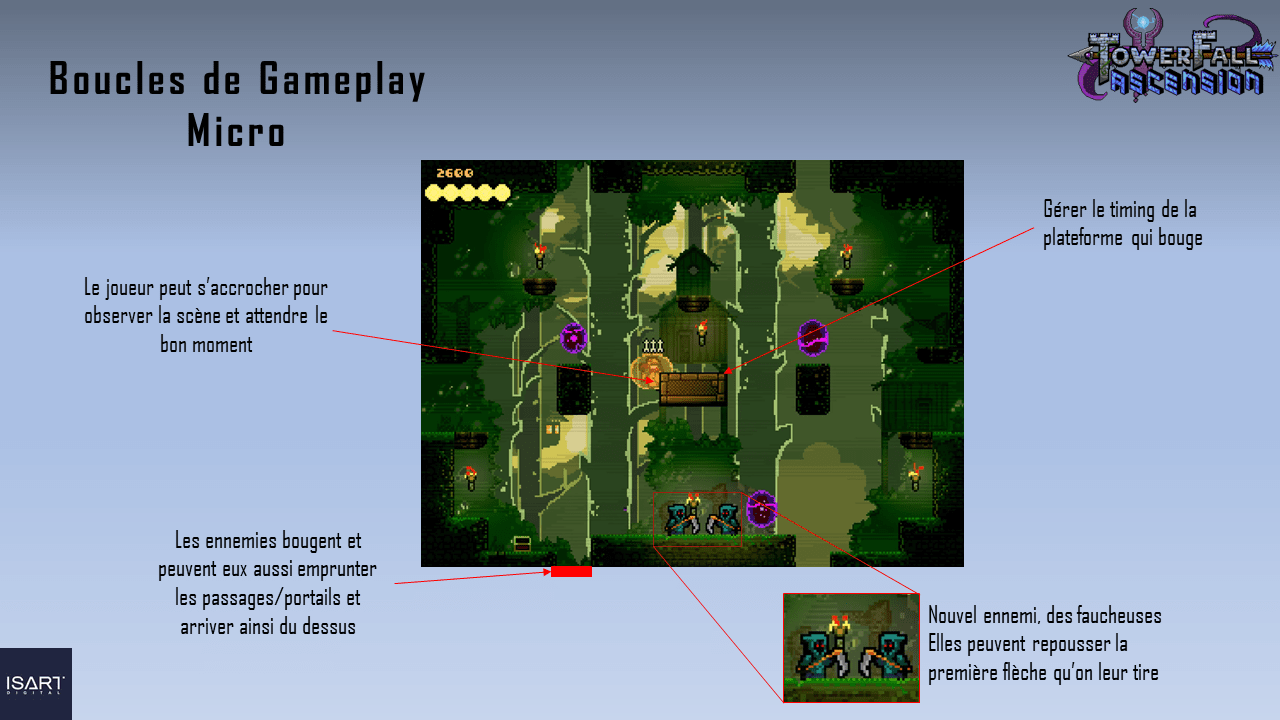 Boucles de Gameplay
Micro
TOWERFALL
ASCENSION
2600
Gérer le timing de la
plateforme qui bouge
Le joueur peut s'accrocher pour
observer la scène et attendre le
bon moment
Les ennemies bougent et
peuvent eux aussi emprunter
les passages/portails et
arriver ainsi du dessus
Nouvel ennemi, des faucheuses
Elles peuvent repousser la
première flèche qu'on leur tire
ISART
DIGITAL